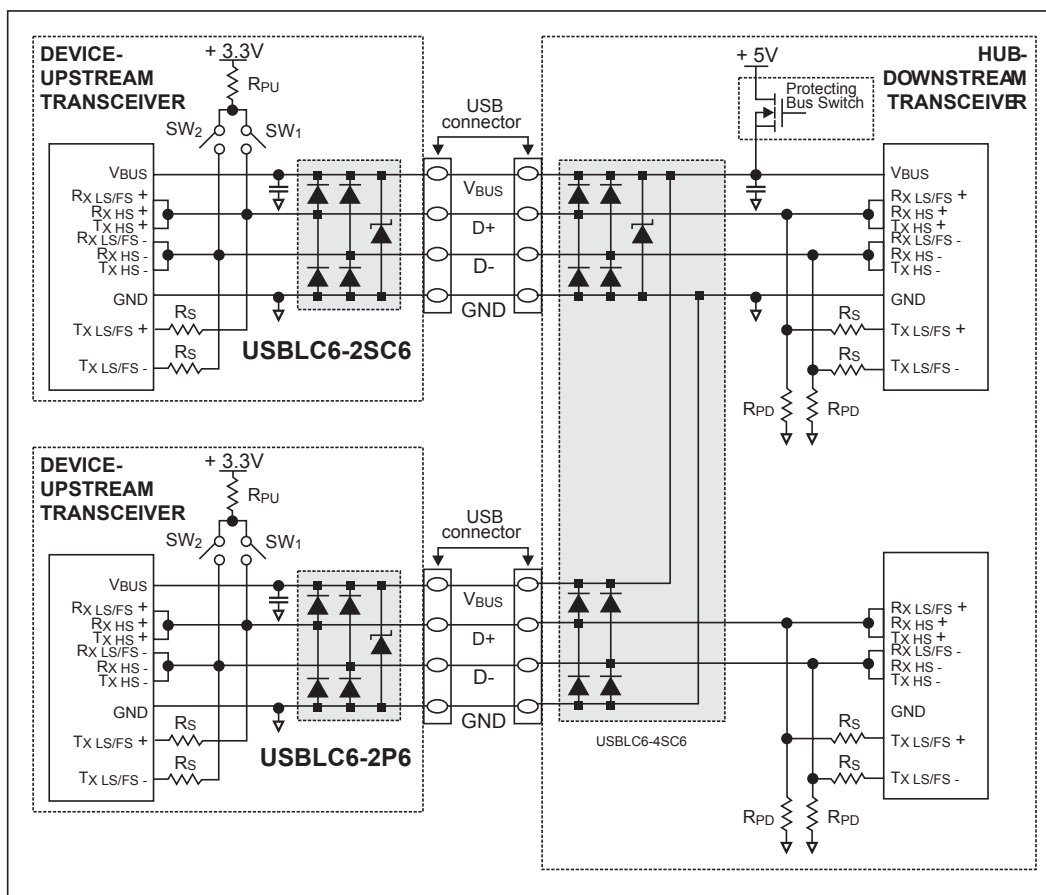 DEVICE-
UPSTREAM
TRANSCEIVER
+ 3.3V
RPU
SW2
SW1
VBUS
RX LS/FS +
RX HS +
TX HS +
RX LS/FS -
RX HS -
TX HS -
GND
TX LS/FS +
TX LS/FS -
RS
RS
USBLC6-2SC6
USB
connector
VBUS
D+
D-
GND
HUB-
DOWNSTREAM
TRANSCEIVER
+ 5V
Protecting
Bus Switch
VBUS
RX LS/FS +
RX HS +
TX HS +
RX LS/FS -
RX HS -
TX HS -
GND
TX LS/FS +
TX LS/FS -
RS
RS
RPD
RPD
DEVICE-
UPSTREAM
TRANSCEIVER
+ 3.3V
RPU
SW2
SW1
VBUS
RX LS/FS +
RX HS +
TX HS +
RX LS/FS -
RX HS -
TX HS -
GND
TX LS/FS +
TX LS/FS -
RS
RS
USBLC6-2P6
USB
connector
VBUS
D+
D-
GND
USBLC6-4SC6
RX LS/FS +
RX HS +
TX HS +
RX LS/FS -
RX HS -
TX HS -
GND
TX LS/FS +
TX LS/FS -
RS
RS
RPD
RPD